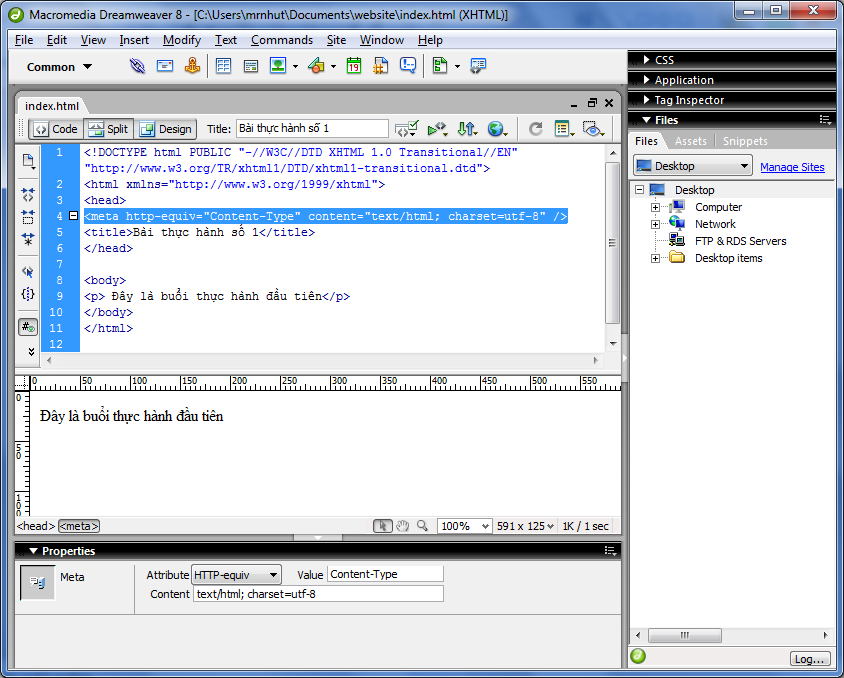 Macromedia Dreamweaver 8 - [C:\Users\mrnhut\Documents\website\index.html (XHTML)]
File Edit View Insert Modify Text Commands Site Window Help
Common
index.html
Code Split Design Title: Bài thực hành số 1
1 <!DOCTYPE html PUBLIC "-//W3C//DTD XHTML 1.0 Transitional//EN"
"http://www.w3.org/TR/xhtml1/DTD/xhtml1-transitional.dtd">
2 <html xmlns="http://www.w3.org/1999/xhtml">
3 <head>
4 <meta http-equiv="Content-Type" content="text/html; charset=utf-8" />
5 <title>Bài thực hành số 1</title>
6 </head>
7
8 <body>
9 <p> Đây là buổi thực hành đầu tiên</p>
10 </body>
11 </html>
12
0 50 100 150 200 250 300 350 400 450 500 550
0
50
100
Đây là buổi thực hành đầu tiên
<head> <meta> 100% 591 x 125 1K / 1 sec
Properties
Meta Attribute HTTP-equiv Value Content-Type
Content text/html; charset=utf-8
CSS
Application
Tag Inspector
Files
Files Assets Snippets
Desktop Manage Sites
Desktop
Computer
Network
FTP & RDS Servers
Desktop items
Log...